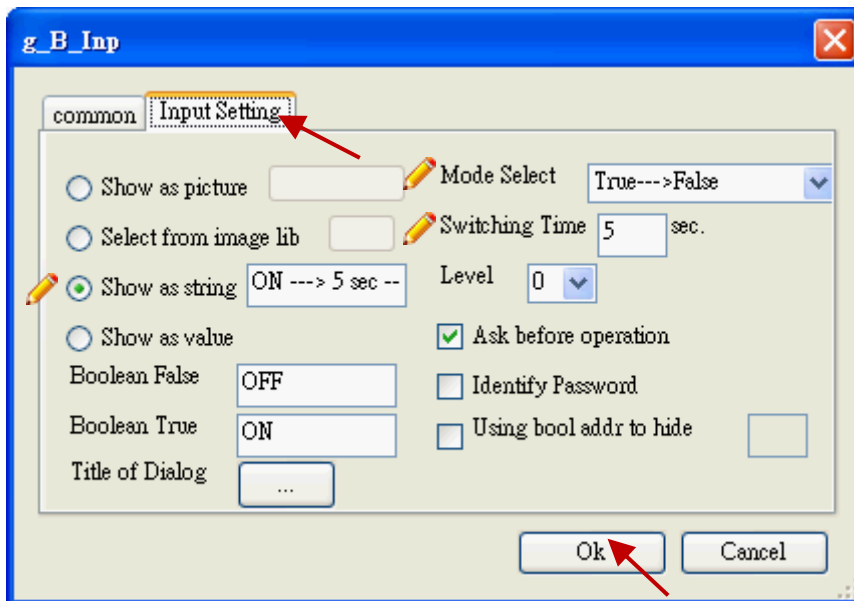 g_B_Inp
common Input Setting
Show as picture
Mode Select True--->False
Select from image lib
Switching Time 5 sec.
Show as string ON ---> 5 sec --
Level 0
Show as value
Ask before operation
Boolean False OFF
Identify Password
Boolean True ON
Using bool addr to hide
Title of Dialog ...
Ok Cancel